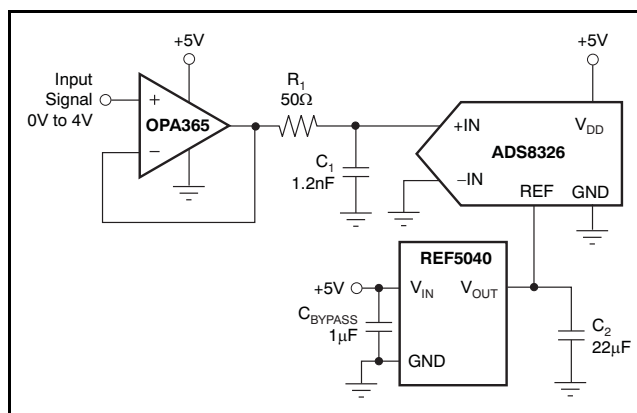 +5V
+5V
Input
Signal
0V to 4V
+
−
OPA365
R1
50Ω
C1
1.2nF
+IN
−IN
VDD
ADS8326
REF
GND
REF5040
+5V
VIN
VOUT
CBYPASS
1μF
GND
C2
22μF